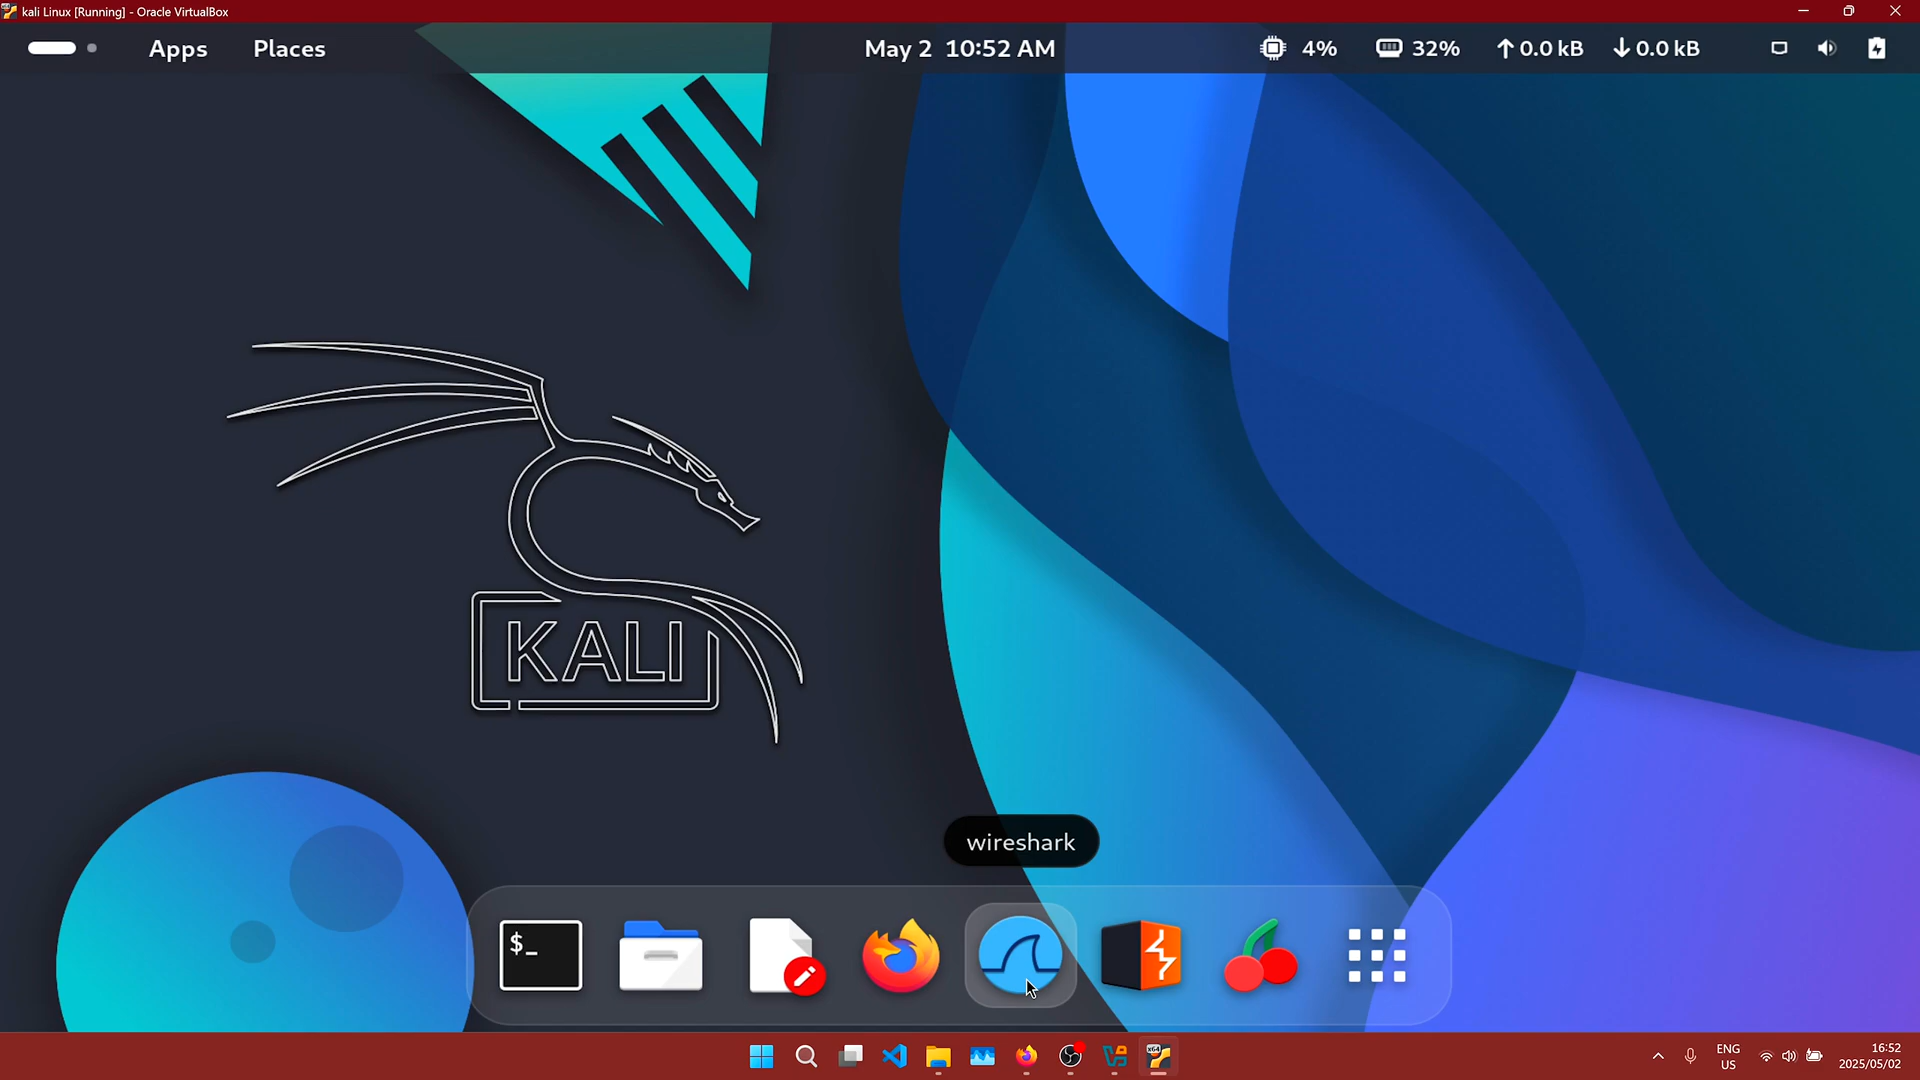 kali Linux [Running] - Oracle VirtualBox
Apps Places May 2 10:52 AM 4% 32% ↑0.0 kB ↓0.0 kB
KALI
wireshark
$_
ENG
US
16:52
2025/05/02